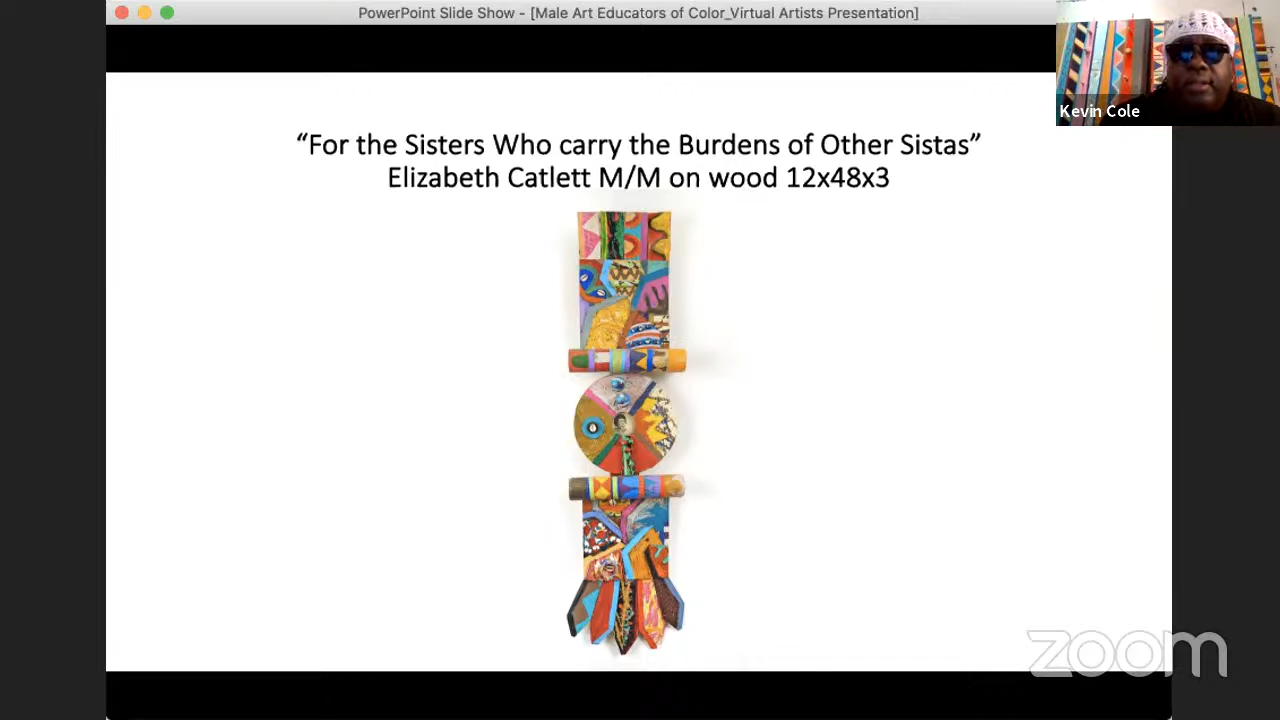 PowerPoint Slide Show - [Male Art Educators of Color_Virtual Artists Presentation]
Kevin Cole
“For the Sisters Who carry the Burdens of Other Sistas”
Elizabeth Catlett M/M on wood 12x48x3
zoom